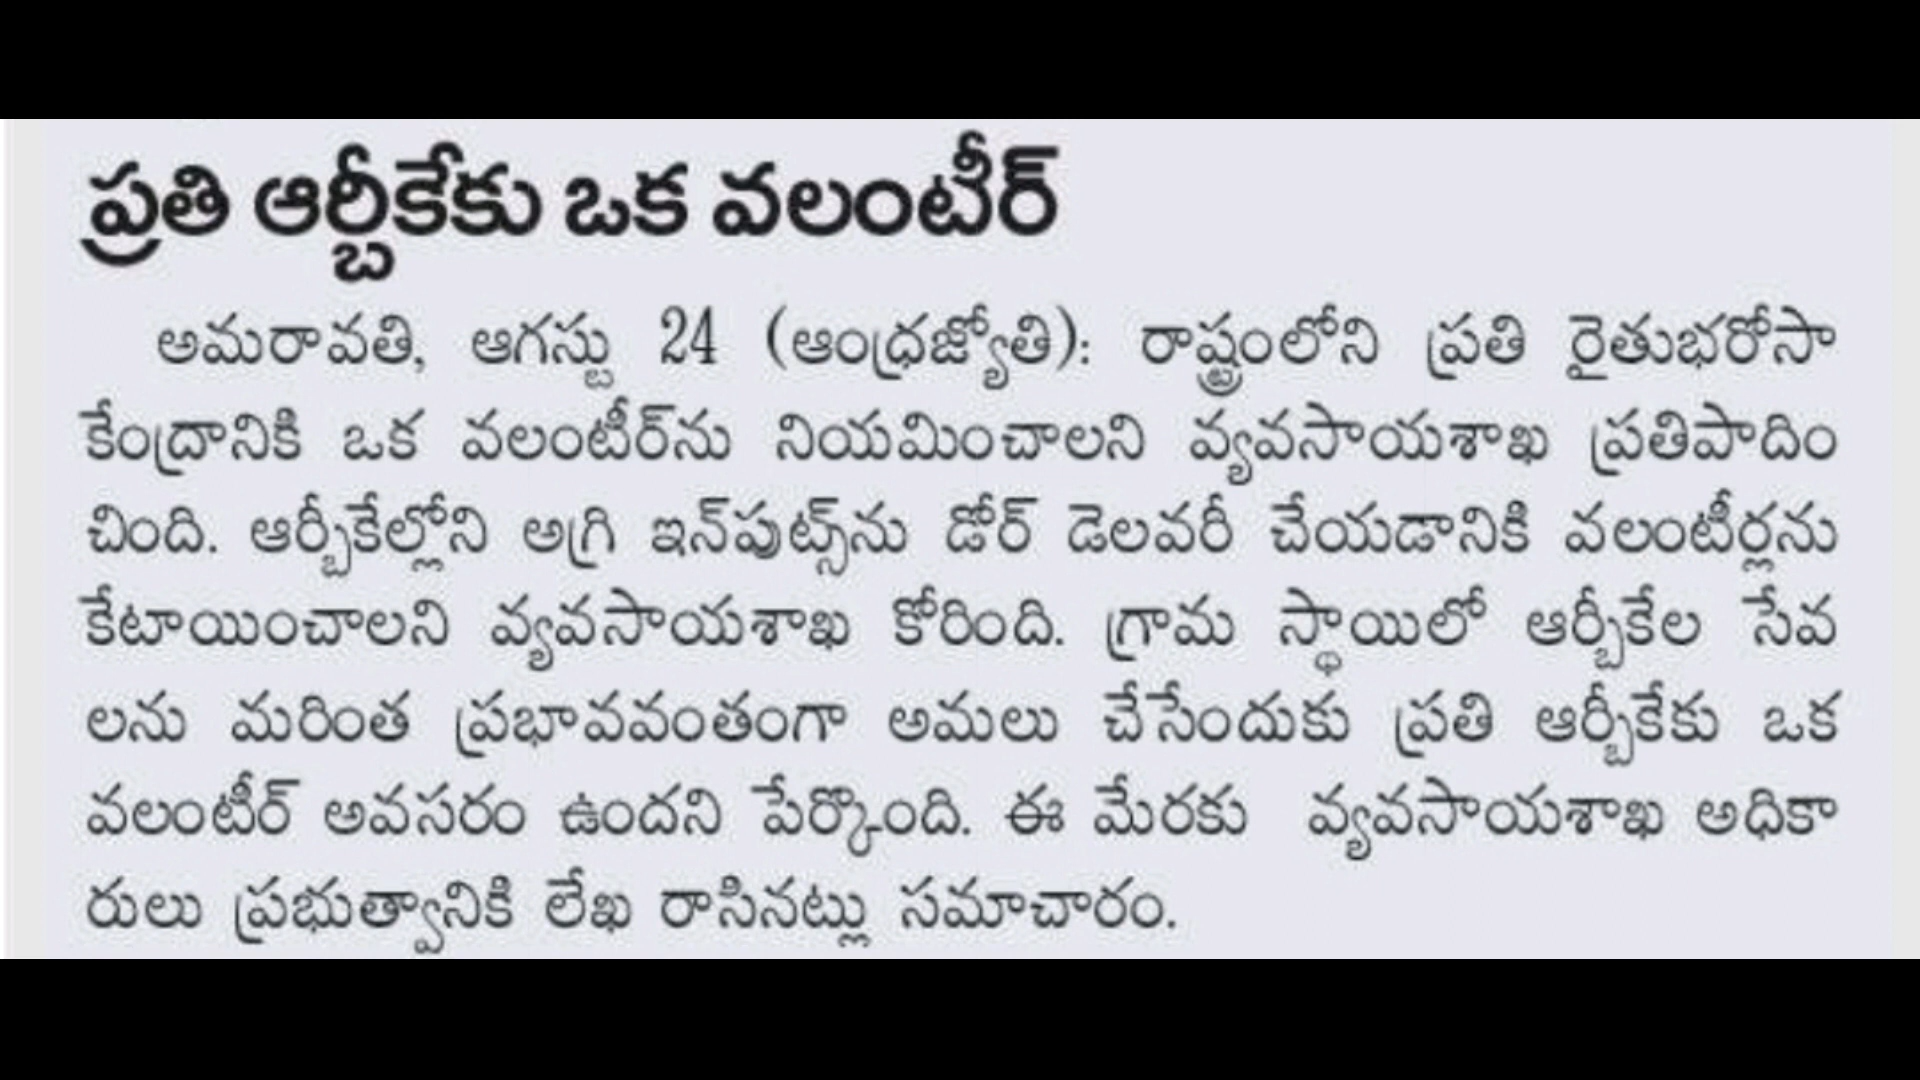 ప్రతి ఆర్బీకేకు ఒక వలంటీర్
అమరావతి, ఆగస్టు 24 (ఆంధ్రజ్యోతి): రాష్ట్రంలోని ప్రతి రైతుభరోసా
కేంద్రానికి ఒక వలంటీర్‌ను నియమించాలని వ్యవసాయశాఖ ప్రతిపాదిం
చింది. ఆర్బీకేల్లోని అగ్రి ఇన్‌పుట్స్‌ను డోర్ డెలవరీ చేయడానికి వలంటీర్లను
కేటాయించాలని వ్యవసాయశాఖ కోరింది. గ్రామ స్థాయిలో ఆర్బీకేల సేవ
లను మరింత ప్రభావవంతంగా అమలు చేసేందుకు ప్రతి ఆర్బీకేకు ఒక
వలంటీర్ అవసరం ఉందని పేర్కొంది. ఈ మేరకు వ్యవసాయశాఖ అధికా
రులు ప్రభుత్వానికి లేఖ రాసినట్లు సమాచారం.